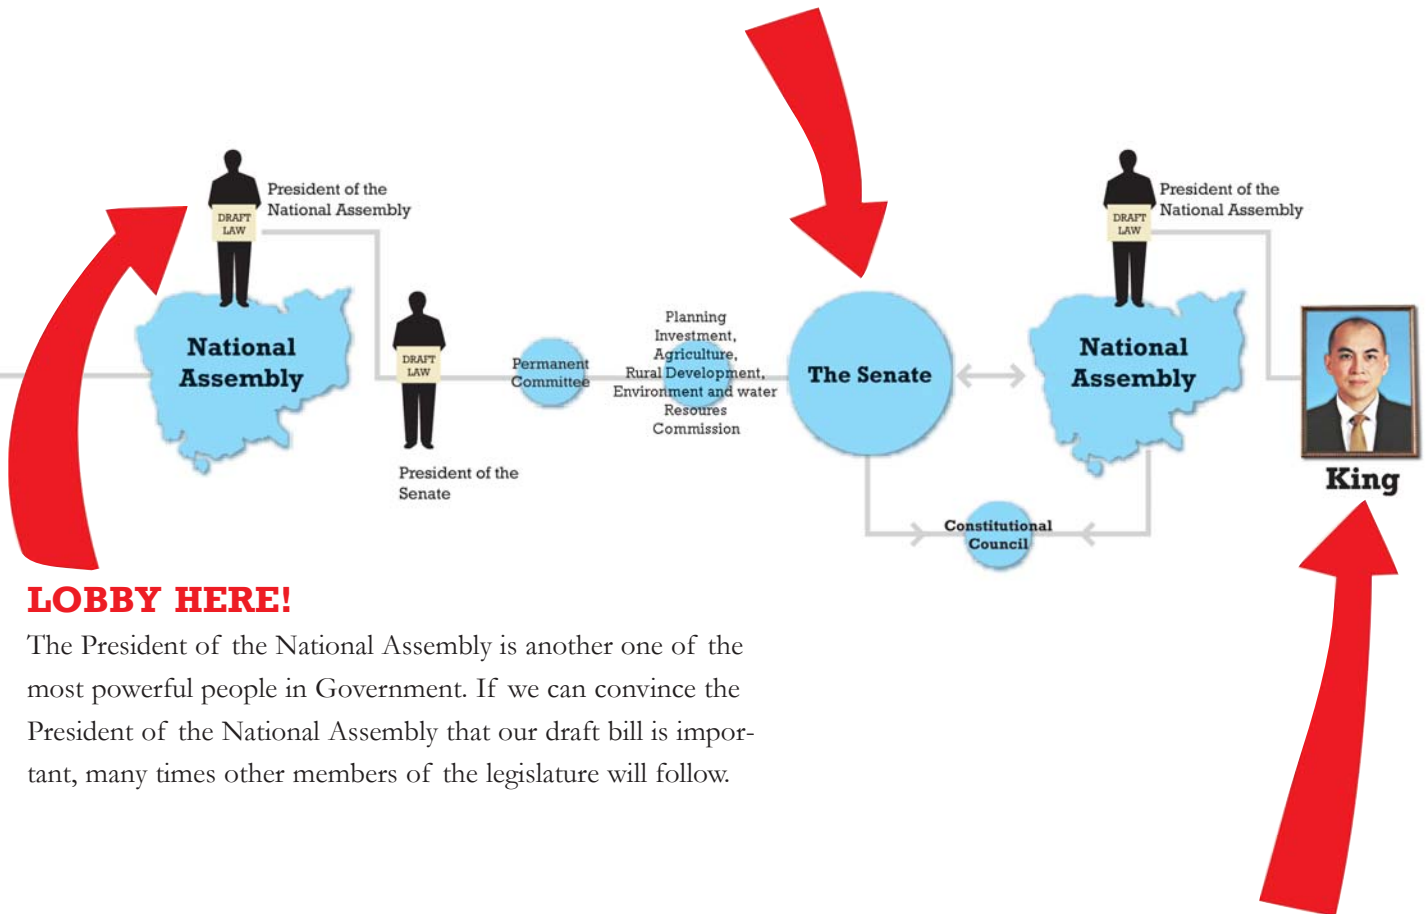 President of the
National Assembly
DRAFT
LAW
National
Assembly
DRAFT
LAW
President of the
Senate
Permanent
Committee
Planning
Investment,
Agriculture,
Rural Development,
Environment and water
Resoures
Commission
The Senate
President of the
National Assembly
DRAFT
LAW
National
Assembly
Constitutional
Council
King
LOBBY HERE!
The President of the National Assembly is another one of the
most powerful people in Government. If we can convince the
President of the National Assembly that our draft bill is impor-
tant, many times other members of the legislature will follow.